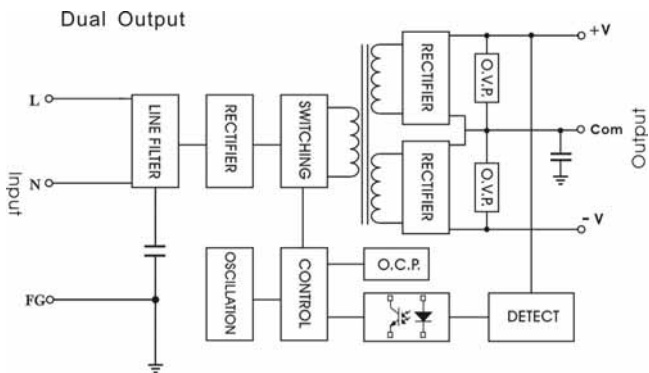 Dual Output
Input
L
N
FG
LINE FILTER
RECTIFIER
SWITCHING
RECTIFIER
RECTIFIER
O.V.P.
O.V.P.
+V
Com
-V
Output
OSCILLATION
CONTROL
O.C.P.
DETECT